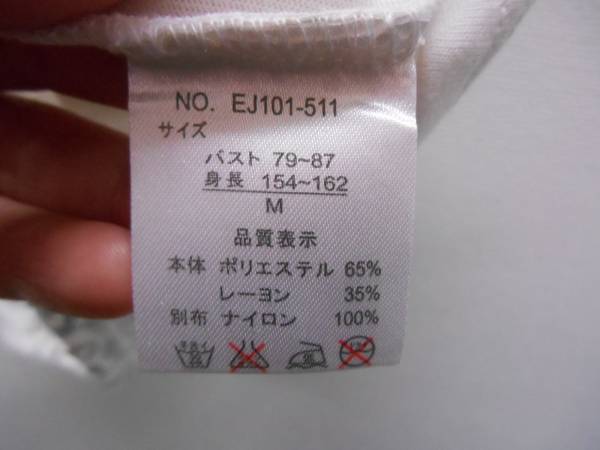 NO. EJ101-511
サイズ
バスト 79~87
身長 154~162
M
品質表示
本体 ポリエステル 65%
レーヨン 35%
別布 ナイロン 100%